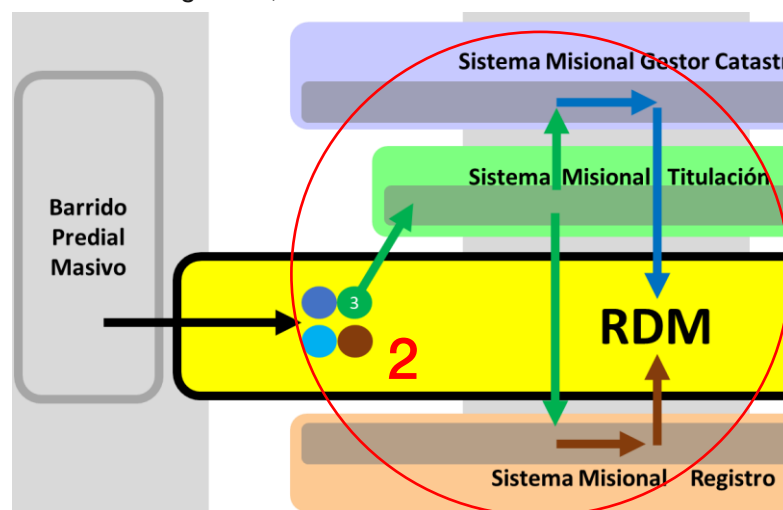 Sistema Misional Gestor Catastr
Sistema Misional Titulación
Barrido
Predial
Masivo
3
2
RDM
Sistema Misional Registro